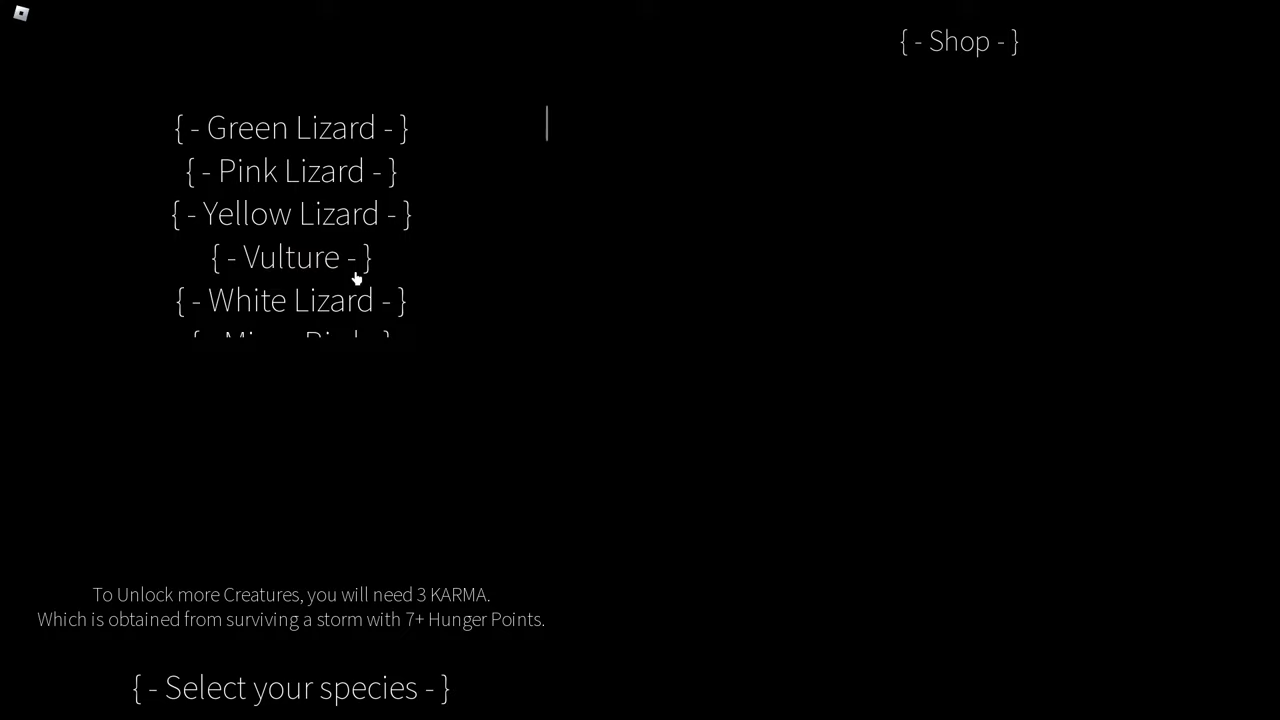 { - Shop - }
{ - Green Lizard - }
{ - Pink Lizard - }
{ - Yellow Lizard - }
{ - Vulture - }
{ - White Lizard - }
To Unlock more Creatures, you will need 3 KARMA.
Which is obtained from surviving a storm with 7+ Hunger Points.
{ - Select your species - }